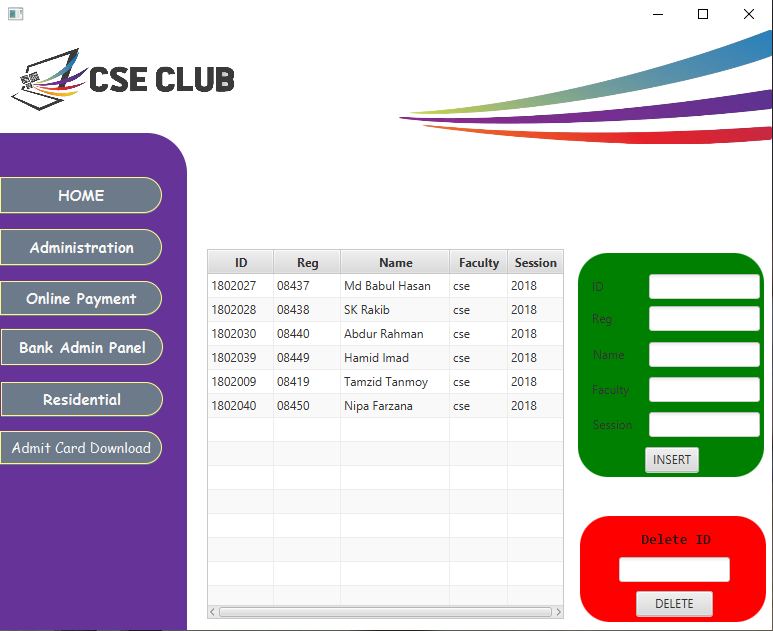 CSE CLUB
HOME
Administration
Online Payment
Bank Admin Panel
Residential
Admit Card Download
ID Reg Name Faculty Session
1802027 08437 Md Babul Hasan cse 2018
1802028 08438 SK Rakib cse 2018
1802030 08440 Abdur Rahman cse 2018
1802039 08449 Hamid Imad cse 2018
1802009 08419 Tamzid Tanmoy cse 2018
1802040 08450 Nipa Farzana cse 2018
ID
Reg
Name
Faculty
Session
INSERT
Delete ID
DELETE